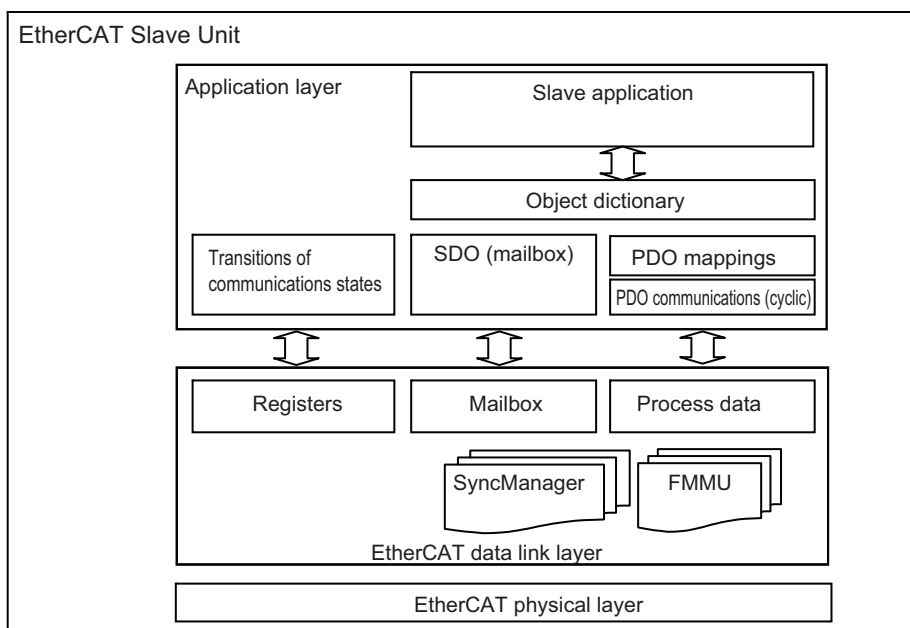 EtherCAT Slave Unit
Application layer
Slave application
Object dictionary
Transitions of
communications states
SDO (mailbox)
PDO mappings
PDO communications (cyclic)
Registers
Mailbox
Process data
SyncManager
FMMU
EtherCAT data link layer
EtherCAT physical layer